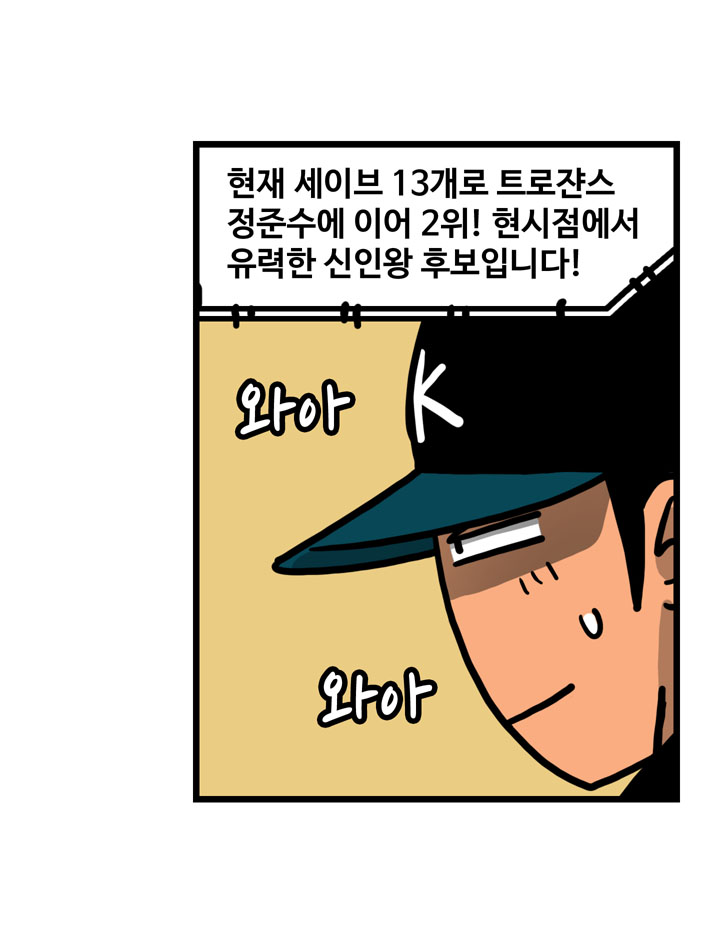 현재 세이브 13개로 트로쟌스
정준수에 이어 2위! 현시점에서
유력한 신인왕 후보입니다!
와아
K
와아